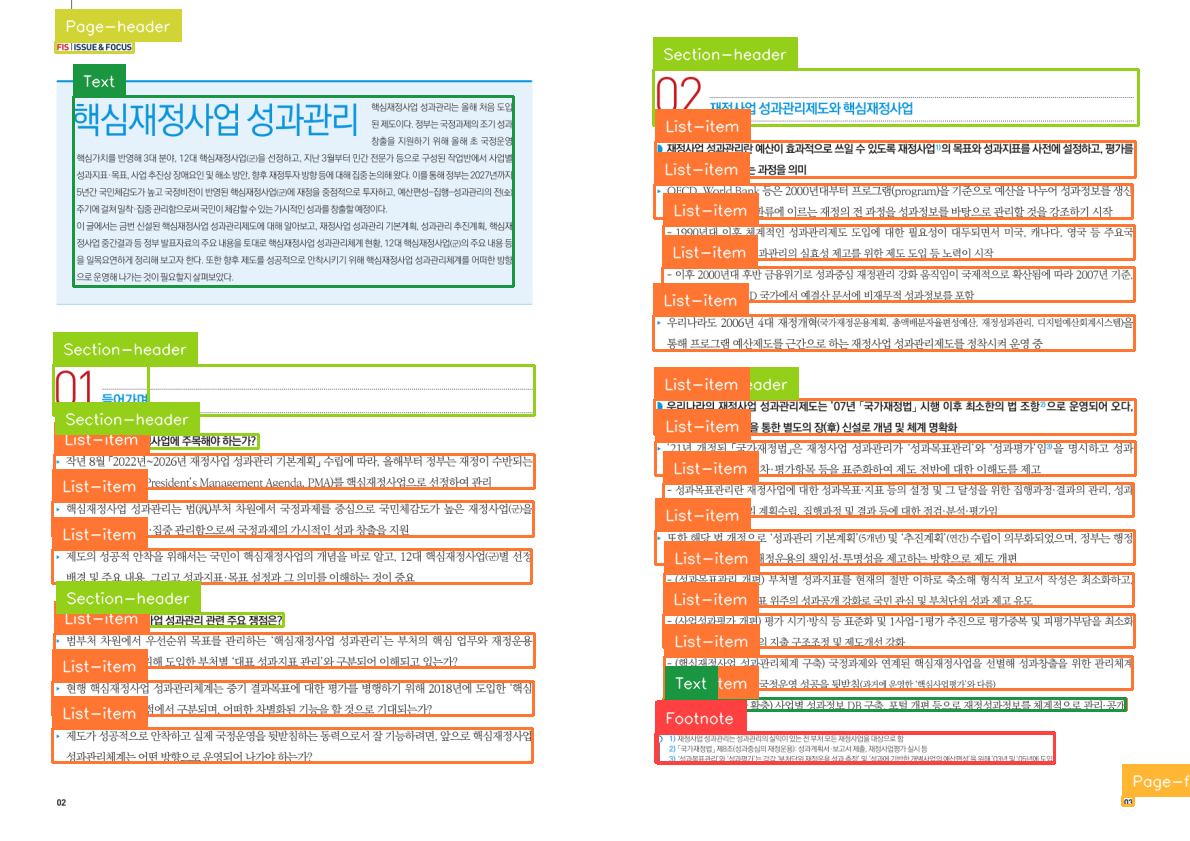 Page-header
FIS ISSUE & FOCUS
Text
핵심재정사업 성과관리
핵심재정사업 성과관리는 올해 처음 도입
된 제도이다. 정부는 국정과제의 조기 성과
창출을 지원하기 위해 올해 초 국정운영
핵심가치를 반영해 3대 분야, 12대 핵심재정사업(군)을 선정하고, 지난 3월부터 민간 전문가 등으로 구성된 작업반에서 사업별
성과지표·목표, 사업 추진상 장애요인 및 해소 방안, 향후 재정투자 방향 등에 대해 집중 논의해 왔다. 이를 통해 정부는 2027년까지
5년간 국민체감도가 높고 국정비전이 반영된 핵심재정사업(군)에 재정을 중점적으로 투자하고, 예산편성-집행-성과관리의 전(全)
주기에 걸쳐 밀착·집중 관리함으로써 국민이 체감할 수 있는 가시적인 성과를 창출할 예정이다.
이 글에서는 금번 신설된 핵심재정사업 성과관리제도에 대해 알아보고, 재정사업 성과관리 기본계획, 성과관리 추진계획, 핵심재
정사업 중간결과 등 정부 발표자료의 주요 내용을 토대로 핵심재정사업 성과관리체계 현황, 12대 핵심재정사업(군)의 주요 내용 등
을 일목요연하게 정리해 보고자 한다. 또한 향후 제도를 성공적으로 안착시키기 위해 핵심재정사업 성과관리체계를 어떠한 방향
으로 운영해 나가는 것이 필요할지 살펴보았다.
Section-header
01
들어가며
Section-header
List-item
사업에 주목해야 하는가?
작년 8월 「2022년~2026년 재정사업 성과관리 기본계획」 수립에 따라, 올해부터 정부는 재정이 수반되는
List-item
President's Management Agenda, PMA)를 핵심재정사업으로 선정하여 관리
핵심재정사업 성과관리는 범(汎)부처 차원에서 국정과제를 중심으로 국민체감도가 높은 재정사업(군)을
List-item
·집중 관리함으로써 국정과제의 가시적인 성과 창출을 지원
제도의 성공적 안착을 위해서는 국민이 핵심재정사업의 개념을 바로 알고, 12대 핵심재정사업(군)별 선정
배경 및 주요 내용, 그리고 성과지표·목표 설정과 그 의미를 이해하는 것이 중요
Section-header
List-item
사업 성과관리 관련 주요 쟁점은?
범부처 차원에서 우선순위 목표를 관리하는 '핵심재정사업 성과관리'는 부처의 핵심 업무와 재정운용
List-item
위해 도입한 부처별 '대표 성과지표 관리'와 구분되어 이해되고 있는가?
현행 핵심재정사업 성과관리체계는 중기 결과목표에 대한 평가를 병행하기 위해 2018년에 도입한 '핵심
List-item
점에서 구분되며, 어떠한 차별화된 기능을 할 것으로 기대되는가?
제도가 성공적으로 안착하고 실제 국정운영을 뒷받침하는 동력으로서 잘 기능하려면, 앞으로 핵심재정사업
성과관리체계는 어떤 방향으로 운영되어 나가야 하는가?
02
Section-header
02
재정사업 성과관리제도와 핵심재정사업
List-item
재정사업 성과관리란 예산이 효과적으로 쓰일 수 있도록 재정사업1)의 목표와 성과지표를 사전에 설정하고, 평가를
List-item
는 과정을 의미
OECD, World Bank 등은 2000년대부터 프로그램(program)을 기준으로 예산을 나누어 성과정보를 생산
List-item
환류에 이르는 재정의 전 과정을 성과정보를 바탕으로 관리할 것을 강조하기 시작
- 1990년대 이후 체계적인 성과관리제도 도입에 대한 필요성이 대두되면서 미국, 캐나다, 영국 등 주요국
List-item
과관리의 실효성 제고를 위한 제도 도입 등 노력이 시작
- 이후 2000년대 후반 금융위기로 성과중심 재정관리 강화 움직임이 국제적으로 확산됨에 따라 2007년 기준,
List-item
D 국가에서 예결산 문서에 비재무적 성과정보를 포함
우리나라도 2006년 4대 재정개혁(국가재정운용계획, 총액배분자율편성예산, 재정성과관리, 디지털예산회계시스템)을
통해 프로그램 예산제도를 근간으로 하는 재정사업 성과관리제도를 정착시켜 운영 중
List-item
eader
우리나라의 재정사업 성과관리제도는 '07년 「국가재정법」 시행 이후 최소한의 법 조항2)으로 운영되어 오다,
List-item
을 통한 별도의 장(章) 신설로 개념 및 체계 명확화
'21년 개정된 「국가재정법」은 재정사업 성과관리가 '성과목표관리'와 '성과평가'임3)을 명시하고 성과
List-item
차·평가항목 등을 표준화하여 제도 전반에 대한 이해도를 제고
- 성과목표관리란 재정사업에 대한 성과목표·지표 등의 설정 및 그 달성을 위한 집행과정·결과의 관리, 성과
List-item
계획수립, 집행과정 및 결과 등에 대한 점검·분석·평가임
또한 해당 법 개정으로 '성과관리 기본계획'(5개년) 및 '추진계획'(연간) 수립이 의무화되었으며, 정부는 행정
List-item
재정운용의 책임성·투명성을 제고하는 방향으로 제도 개편
- (성과목표관리 개편) 부처별 성과지표를 현재의 절반 이하로 축소해 형식적 보고서 작성은 최소화하고,
List-item
표 위주의 성과공개 강화로 국민 관심 및 부처단위 성과 제고 유도
- (사업성과평가 개편) 평가 시기·방식 등 표준화 및 1사업-1평가 추진으로 평가중복 및 피평가부담을 최소화
List-item
의 지출 구조조정 및 제도개선 강화
- (핵심재정사업 성과관리체계 구축) 국정과제와 연계된 핵심재정사업을 선별해 성과창출을 위한 관리체계
Text
tem
국정운영 성공을 뒷받침(과거에 운영한 '핵심사업평가'와 다름)
확충) 사업별 성과정보 DB 구축, 포털 개편 등으로 재정성과정보를 체계적으로 관리·공개
Footnote
1) 재정사업 성과관리는 성과관리의 실익이 있는 전 부처 모든 재정사업을 대상으로 함
2) 「국가재정법」 제8조(성과중심의 재정운용): 성과계획서·보고서 제출, 재정사업평가 실시 등
3) '성과목표관리'와 '성과평가'는 각각 '부처단위 재정운용 성과 측정' 및 '성과에 기반한 개별사업의 예산편성'을 위해 '03년 및 '05년에 도입
Page-f
03